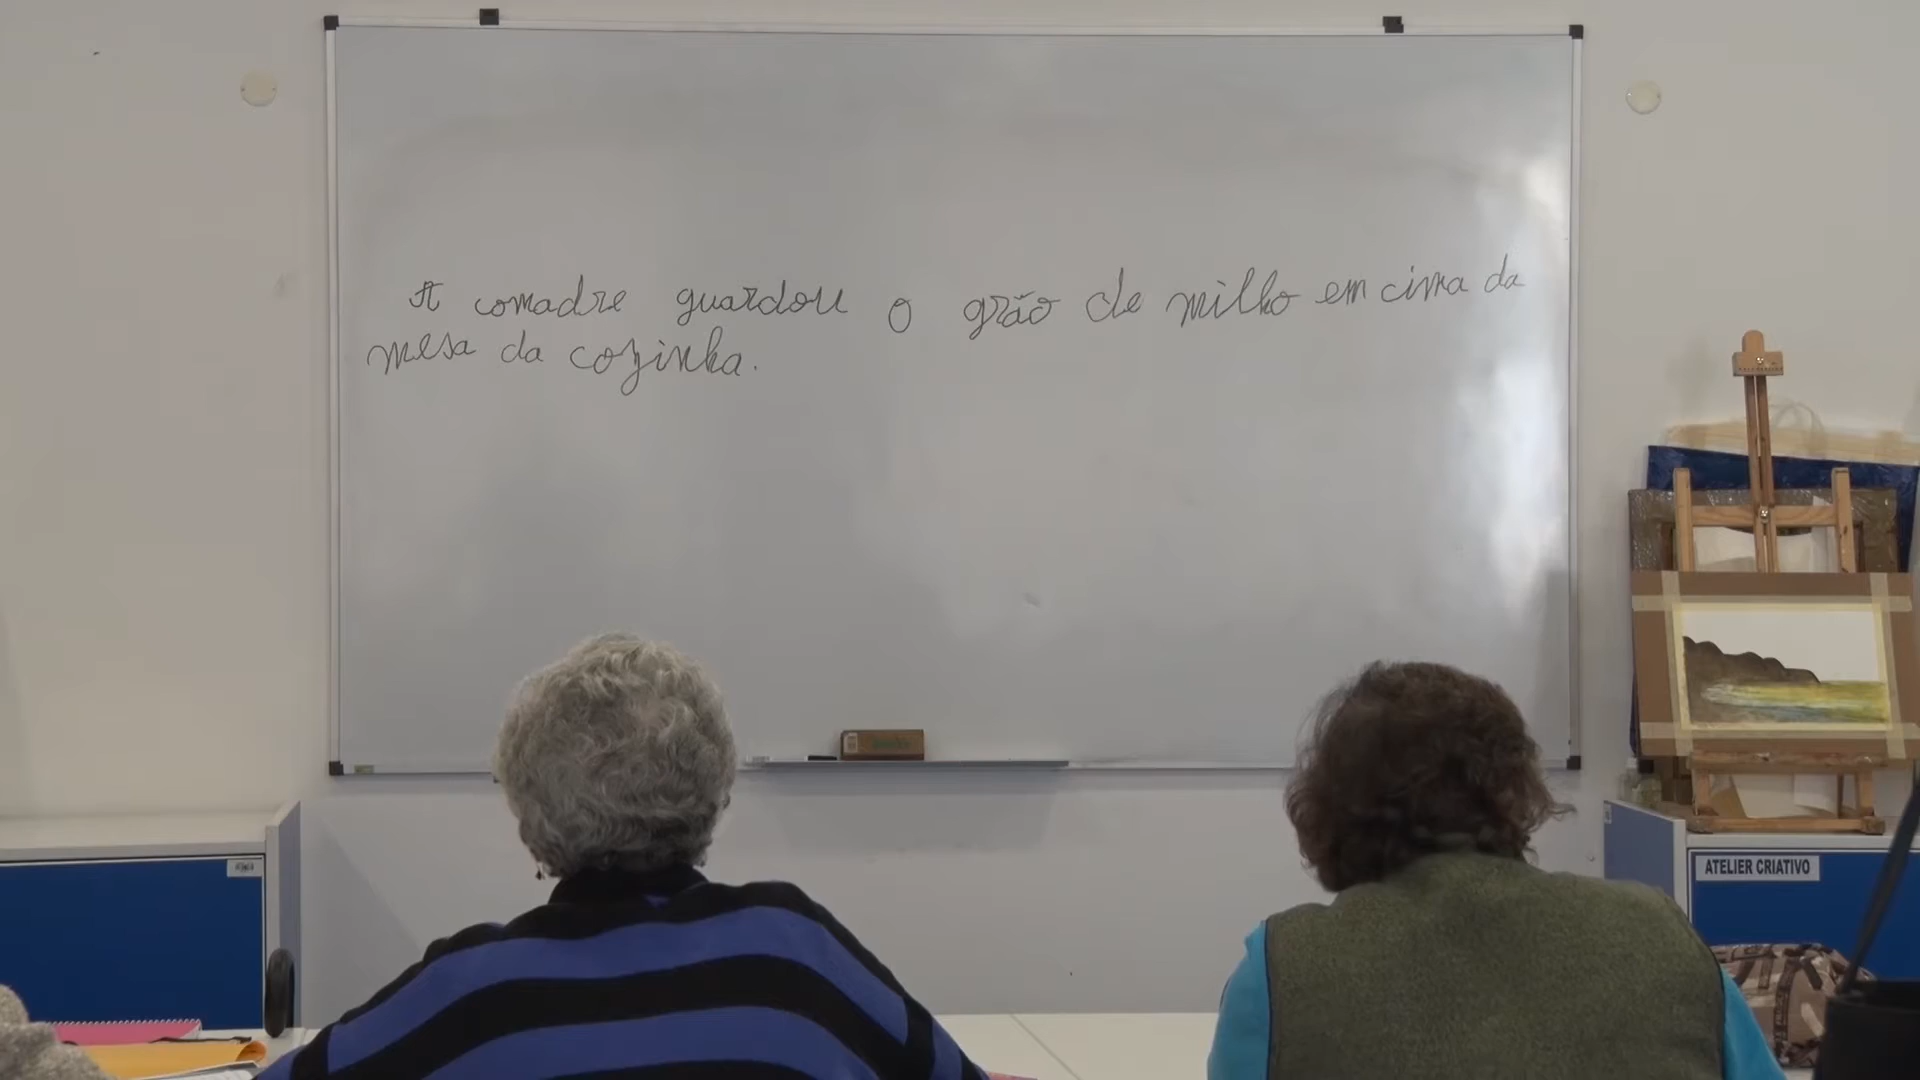 A comadre guardou o grão de milho em cima da
mesa da cozinha.
ATELIER CRIATIVO